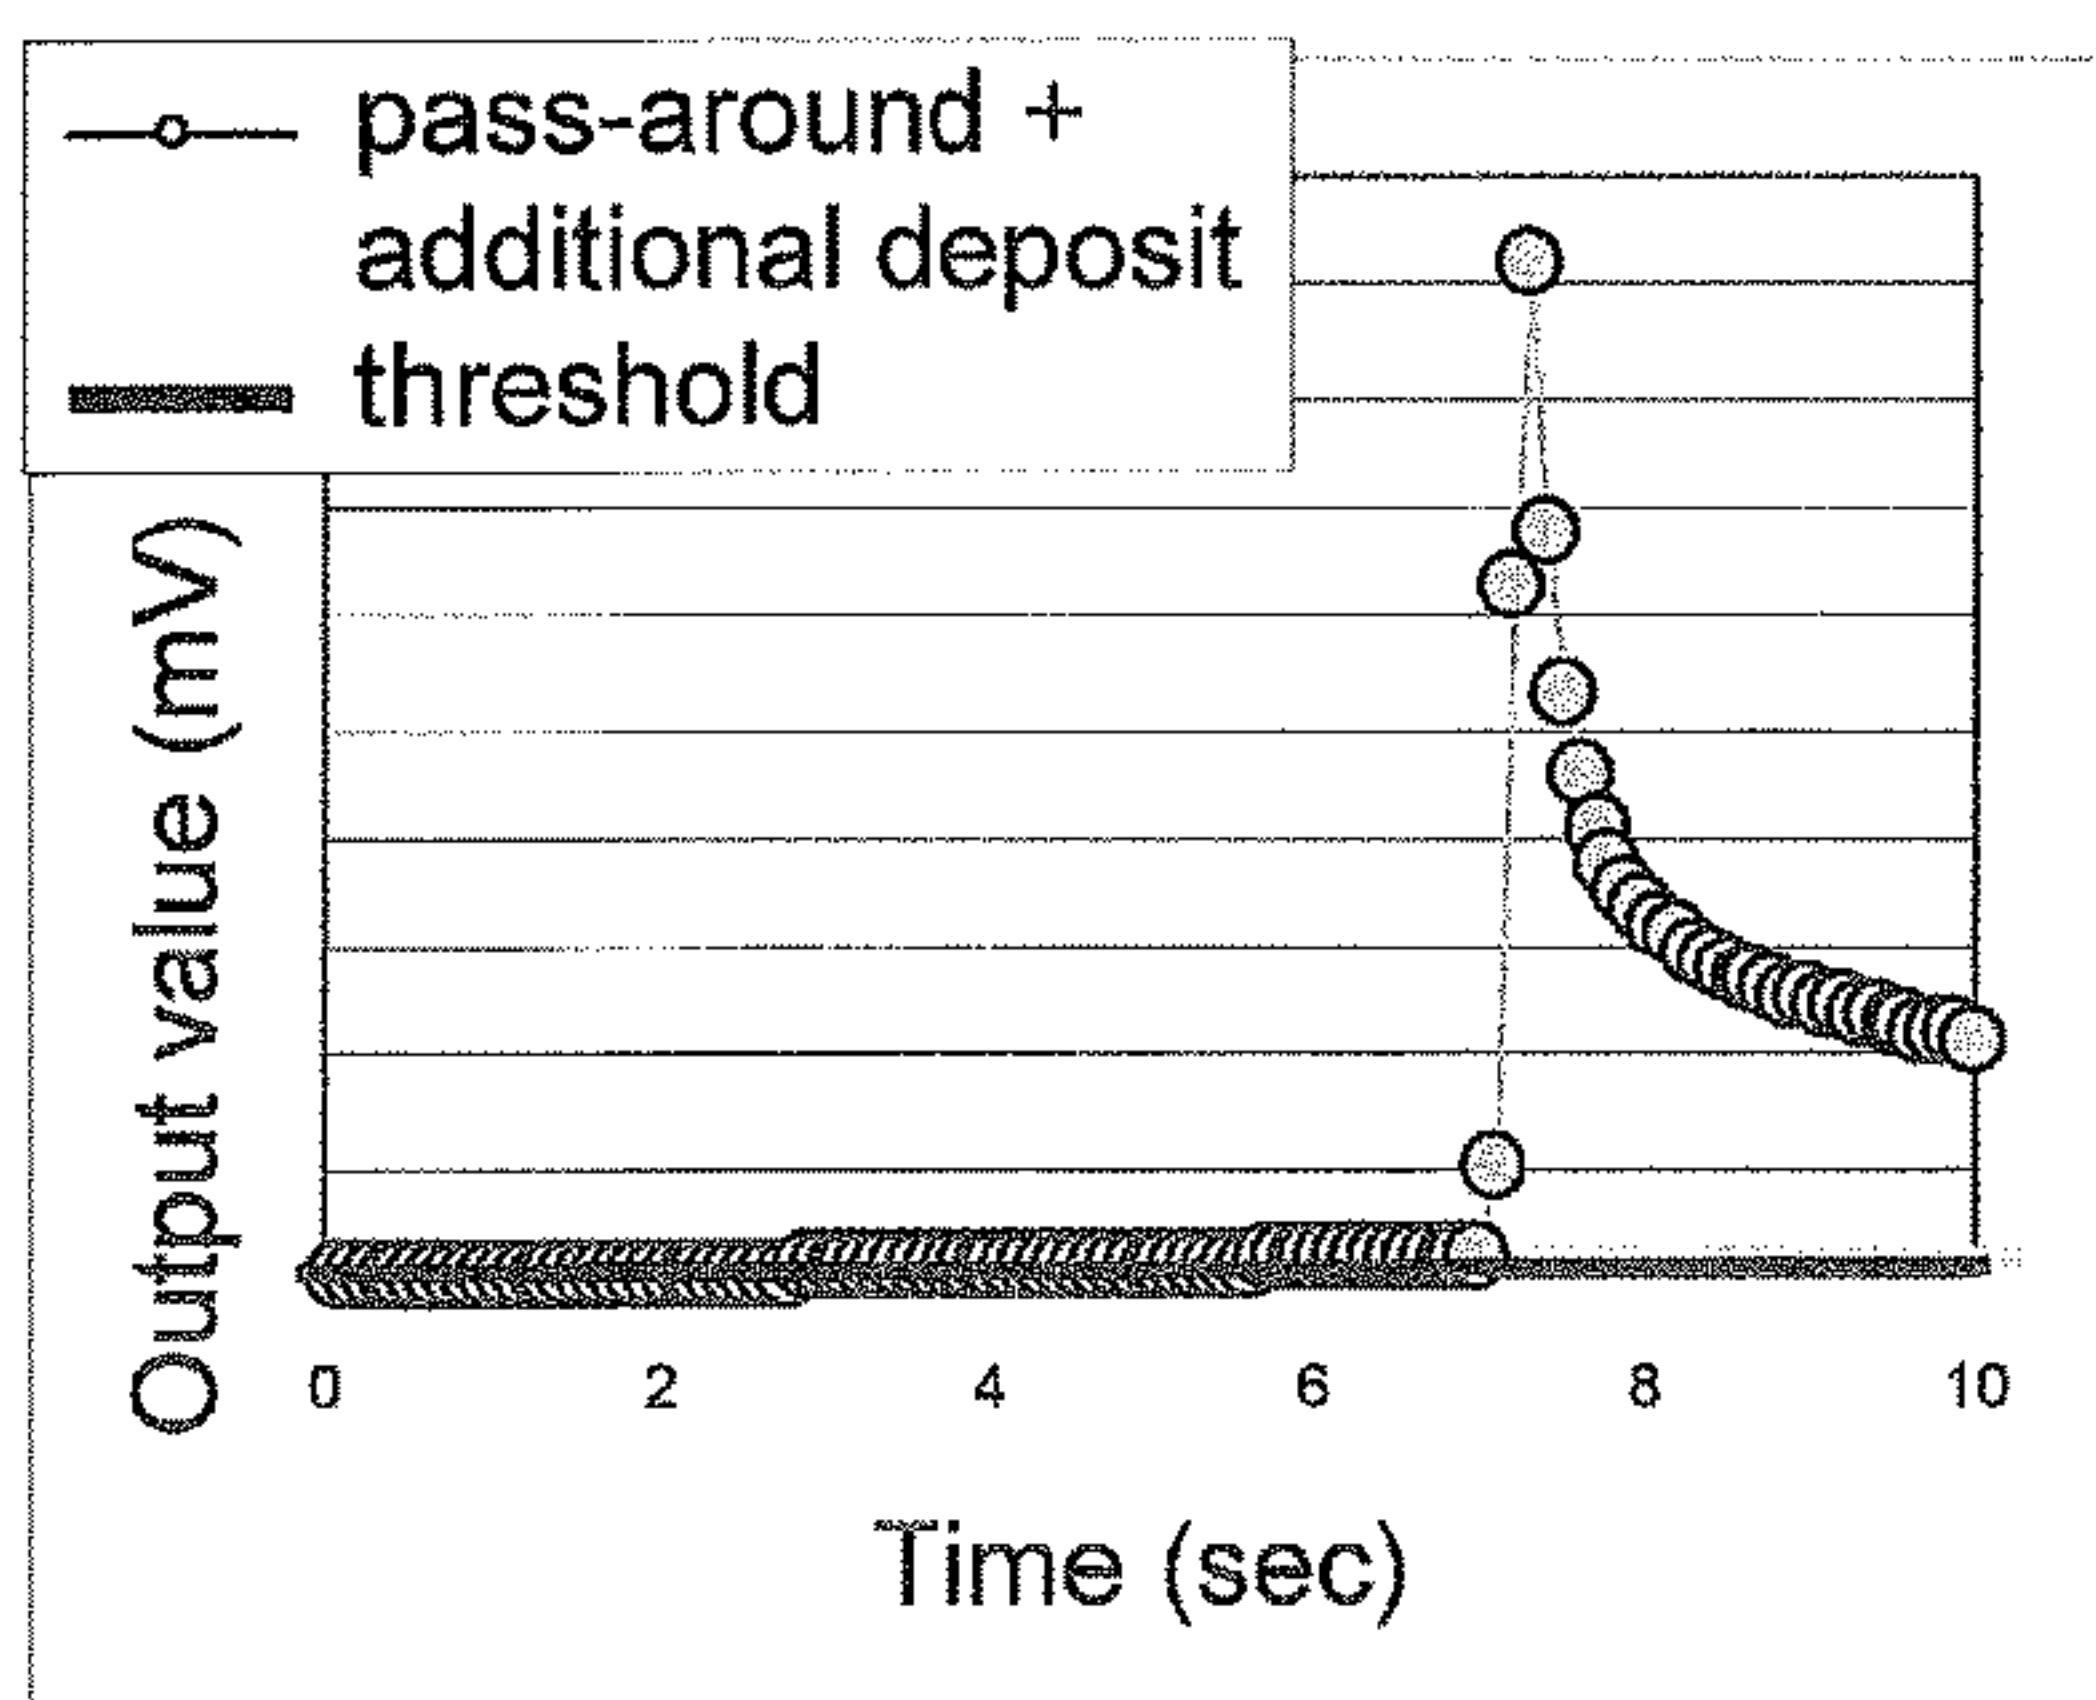 pass-around +
additional deposit
threshold
Output value (mV)
0 2 4 6 8 10
Time (sec)